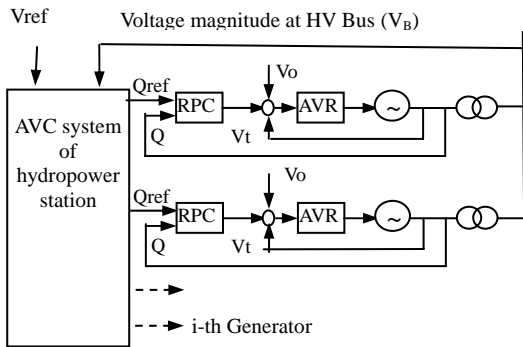 Vref
Voltage magnitude at HV Bus (VB)
AVC system
of
hydropower
station
Qref
Q
RPC
Vo
Vt
AVR
~
Qref
Q
RPC
Vo
Vt
AVR
~
i-th Generator